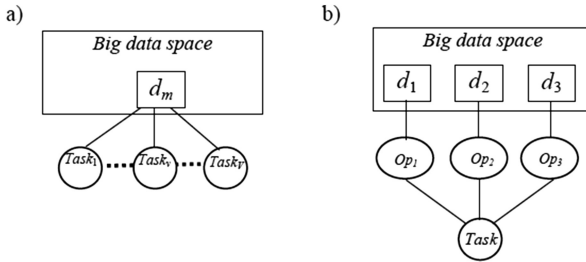 a)
Big data space
d_m
Task_1 Task_v Task_V
b)
Big data space
d_1 d_2 d_3
Op_1 Op_2 Op_3
Task